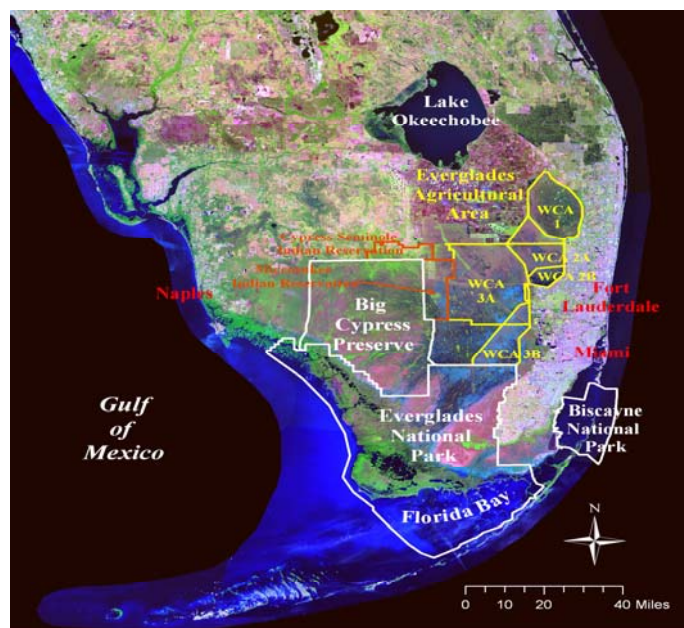 Lake
Okeechobee
Everglades
Agricultural
Area
WCA
1
Cypress Seminole
Indian Reservation
WCA 2A
WCA 2B
Miccosukee
Indian Reservation
WCA
3A
Naples
Fort
Lauderdale
Big
Cypress
Preserve
WCA 3B
Miami
Gulf
of
Mexico
Everglades
National
Park
Biscayne
National
Park
Florida Bay
N
0 10 20 40 Miles